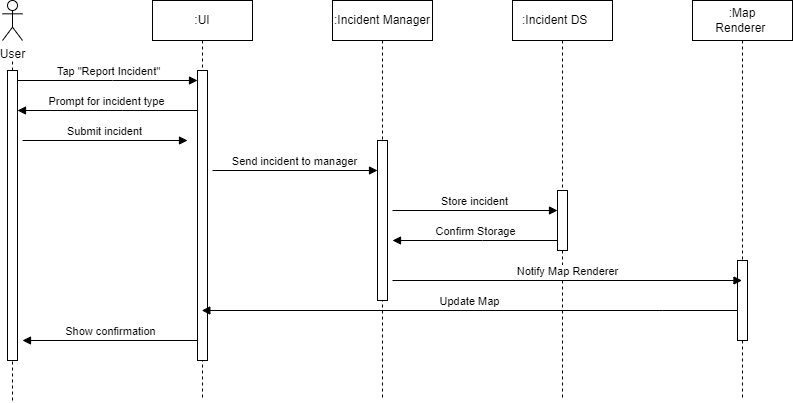 :UI
:Incident Manager
:Incident DS
:Map
Renderer
User
Tap "Report Incident"
Prompt for incident type
Submit incident
Send incident to manager
Store incident
Confirm Storage
Notify Map Renderer
Update Map
Show confirmation